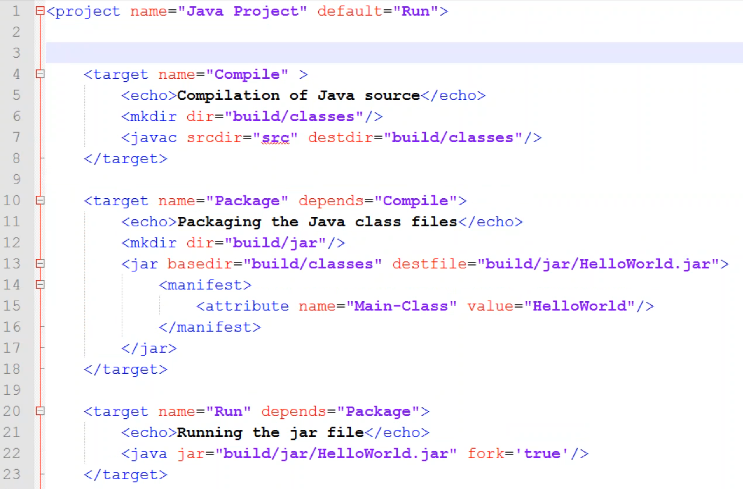 1 <project name="Java Project" default="Run">
2
3
4 <target name="Compile" >
5 <echo>Compilation of Java source</echo>
6 <mkdir dir="build/classes"/>
7 <javac srcdir="src" destdir="build/classes"/>
8 </target>
9
10 <target name="Package" depends="Compile">
11 <echo>Packaging the Java class files</echo>
12 <mkdir dir="build/jar"/>
13 <jar basedir="build/classes" destfile="build/jar/HelloWorld.jar">
14 <manifest>
15 <attribute name="Main-Class" value="HelloWorld"/>
16 </manifest>
17 </jar>
18 </target>
19
20 <target name="Run" depends="Package">
21 <echo>Running the jar file</echo>
22 <java jar="build/jar/HelloWorld.jar" fork='true'/>
23 </target>